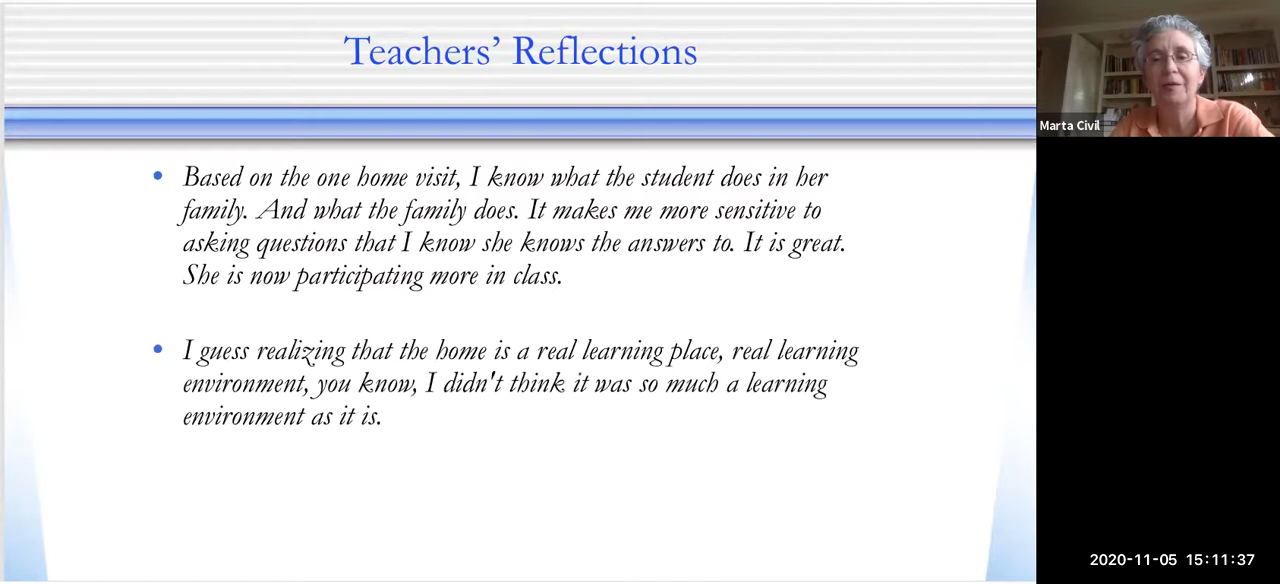 Teachers’ Reflections
Based on the one home visit, I know what the student does in her
family. And what the family does. It makes me more sensitive to
asking questions that I know she knows the answers to. It is great.
She is now participating more in class.
I guess realizing that the home is a real learning place, real learning
environment, you know, I didn't think it was so much a learning
environment as it is.
Marta Civil
2020-11-05 15:11:37